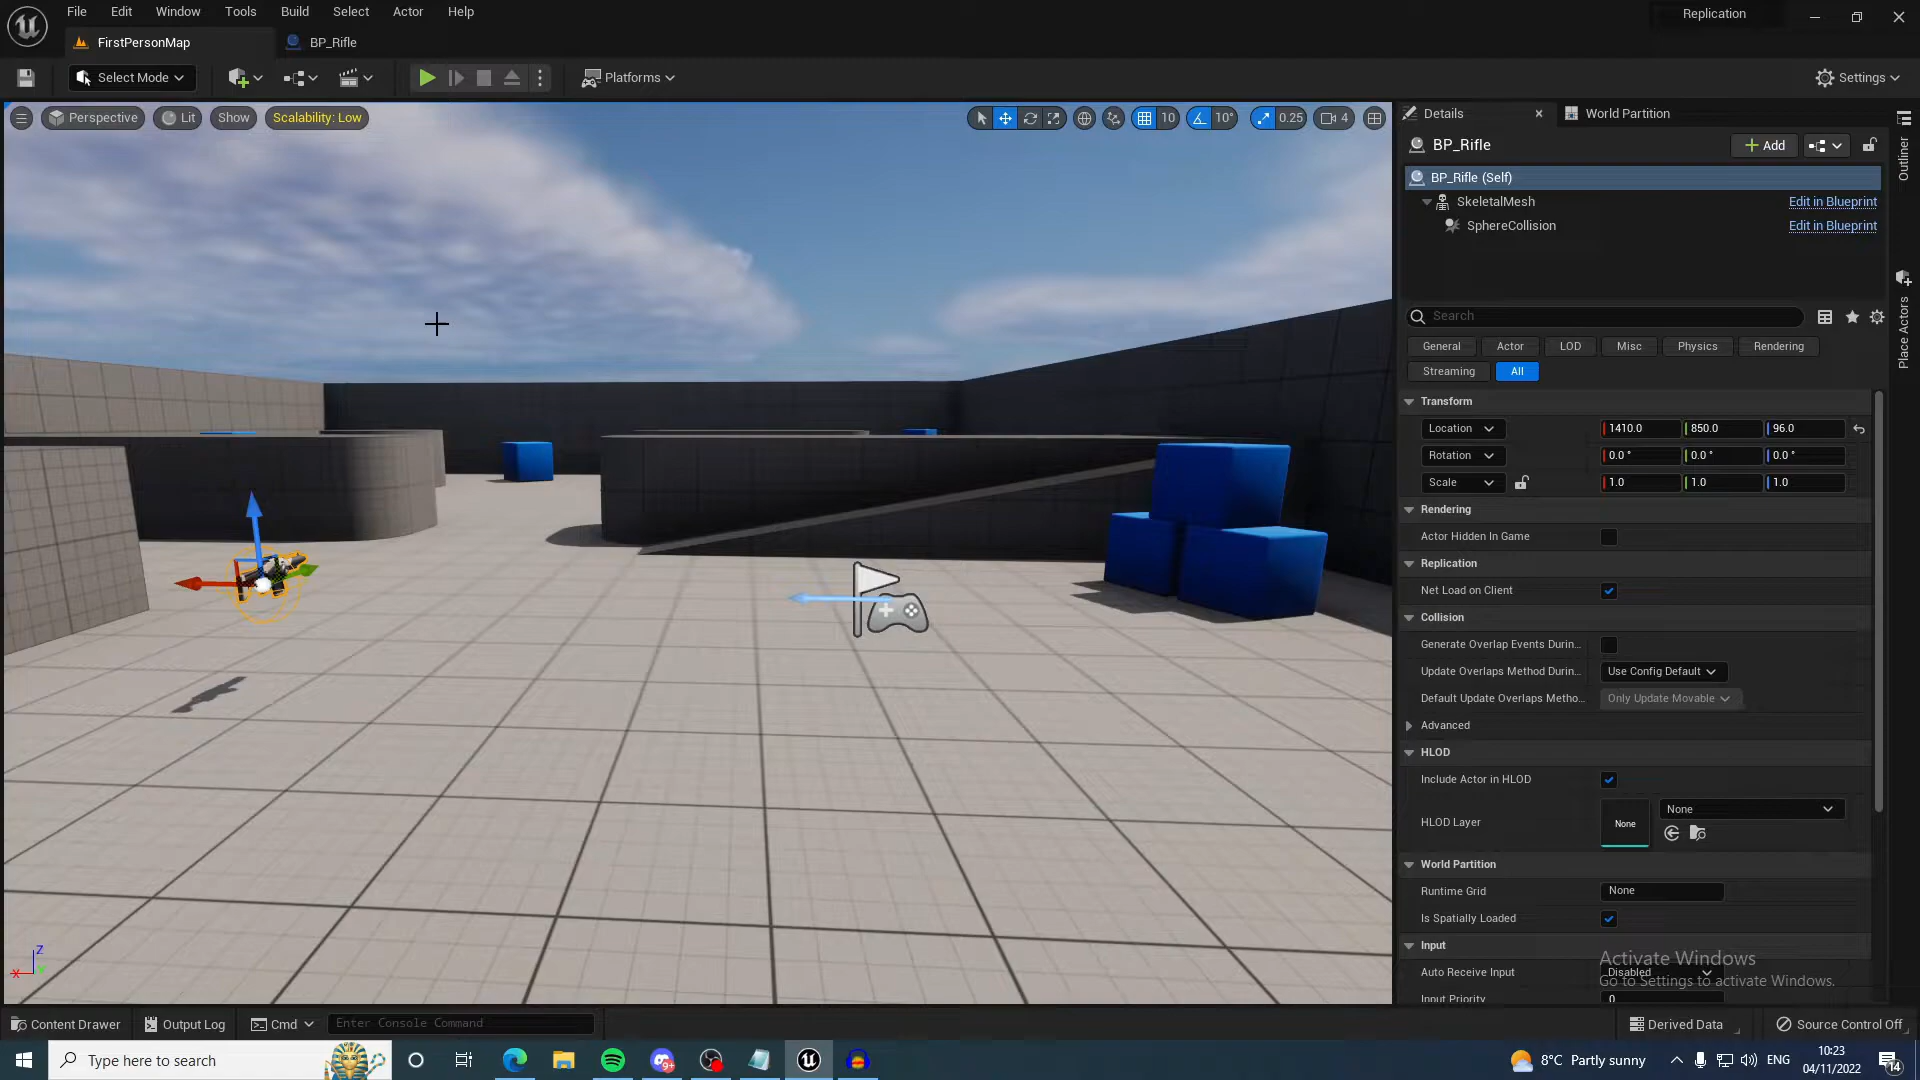 File Edit Window Tools Build Select Actor Help
Replication
FirstPersonMap
BP_Rifle
Select Mode
Platforms
Settings
Perspective
Lit
Show
Scalability: Low
10
10°
0.25
4
Details
World Partition
BP_Rifle
Add
BP_Rifle (Self)
SkeletalMesh
Edit in Blueprint
SphereCollision
Edit in Blueprint
Outliner
Place Actors
Search
General
Actor
LOD
Misc
Physics
Rendering
Streaming
All
Transform
Location
1410.0
850.0
96.0
Rotation
0.0 °
0.0 °
0.0 °
Scale
1.0
1.0
1.0
Rendering
Actor Hidden In Game
Replication
Net Load on Client
Collision
Generate Overlap Events Durin...
Update Overlaps Method Durin...
Use Config Default
Default Update Overlaps Metho...
Only Update Movable
Advanced
HLOD
Include Actor in HLOD
HLOD Layer
None
None
World Partition
Runtime Grid
None
Is Spatially Loaded
Input
Auto Receive Input
Disabled
Input Priority
0
Activate Windows
Go to Settings to activate Windows.
Z
X
Y
Content Drawer
Output Log
Cmd
Enter Console Command
Derived Data
Source Control Off
Type here to search
9+
8°C Partly sunny
ENG
10:23
04/11/2022
14